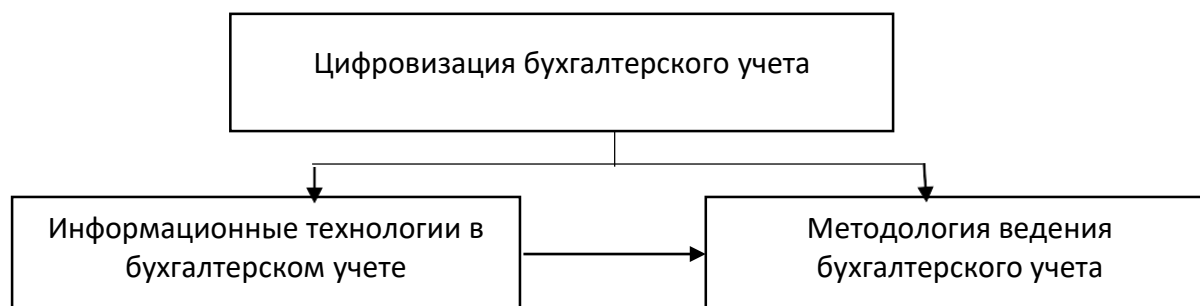 Цифровизация бухгалтерского учета
Информационные технологии в
бухгалтерском учете
Методология ведения
бухгалтерского учета